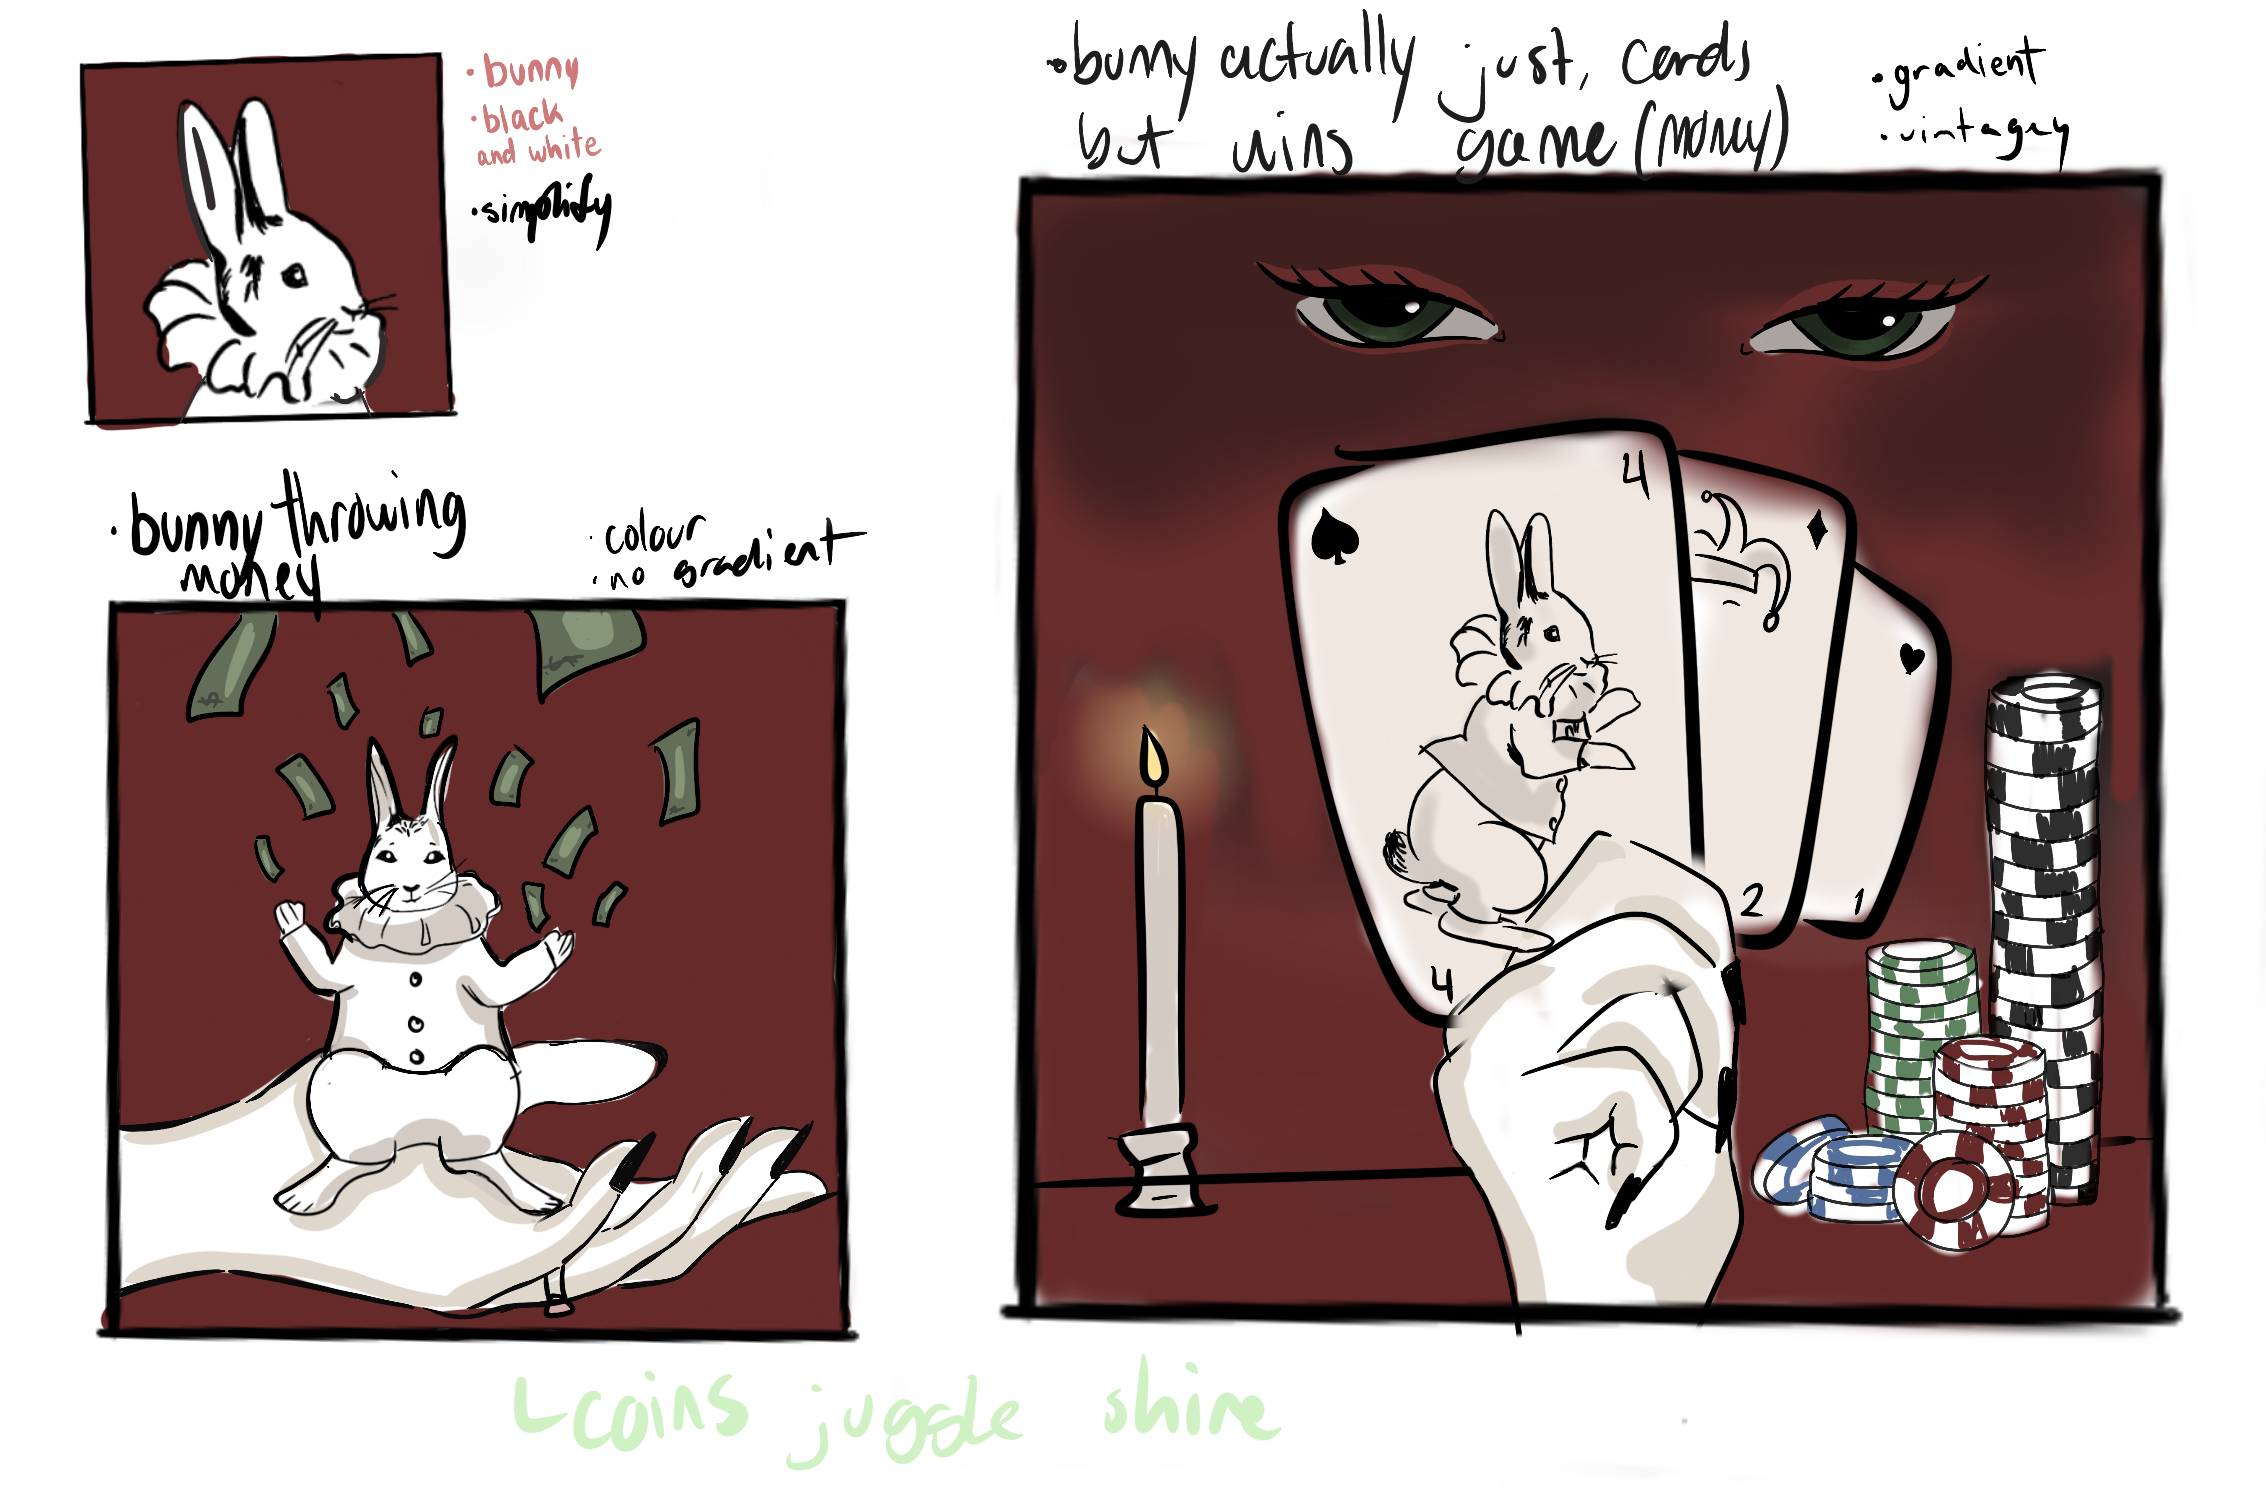 •bunny
•black
and white
•simplify
•bunny actually just, cards
but wins game (money)
•gradient
•vintagey
•bunny throwing
money
•colour
•no gradient
4
2
1
4
coins juggle shine